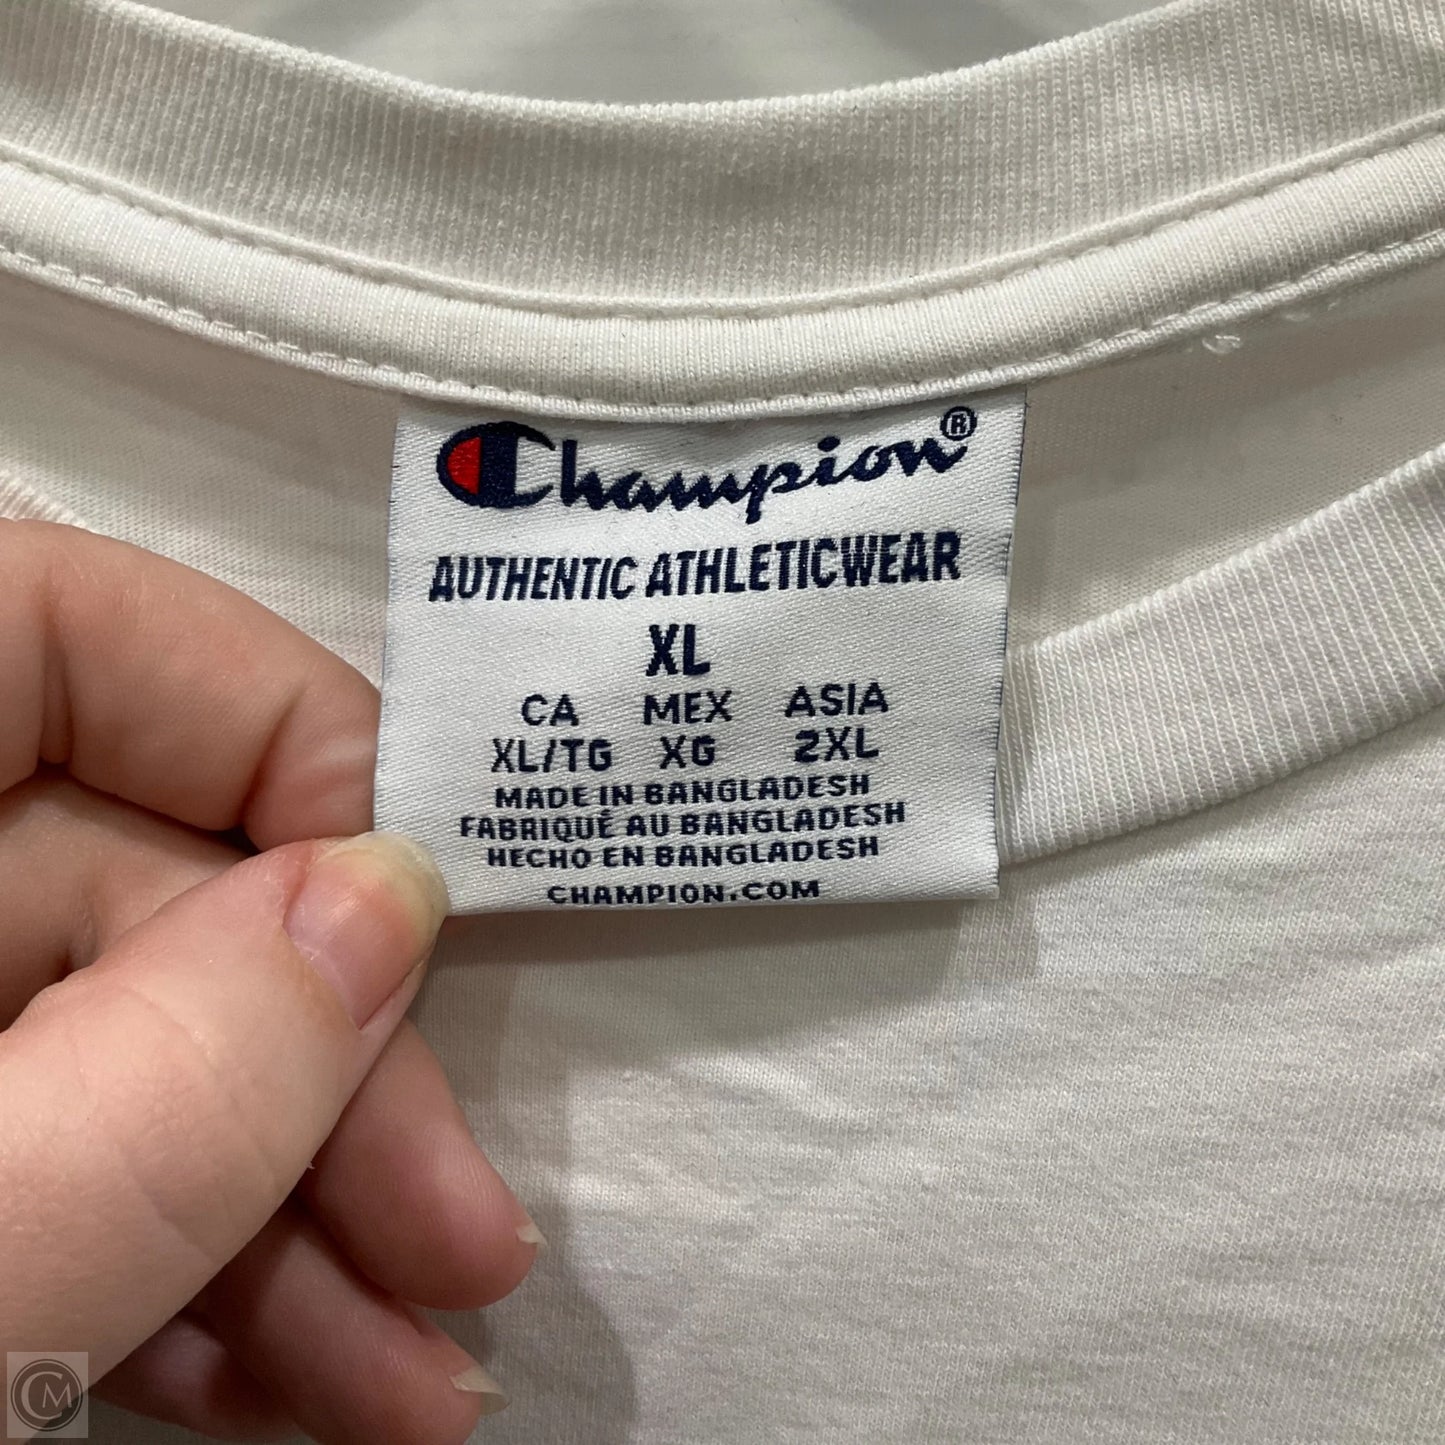 Champion®
AUTHENTIC ATHLETICWEAR
XL
CA MEX ASIA
XL/TG XG 2XL
MADE IN BANGLADESH
FABRIQUÉ AU BANGLADESH
HECHO EN BANGLADESH
CHAMPION.COM
CM